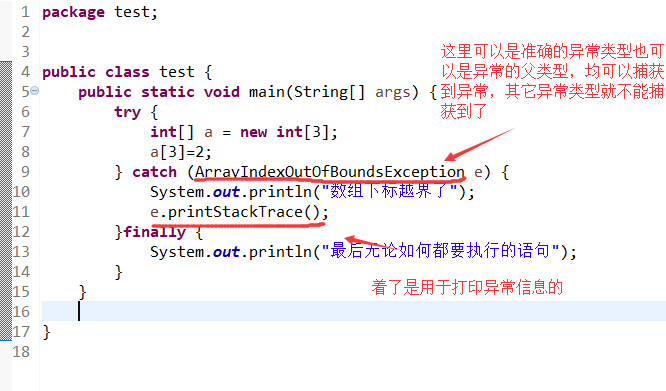 1 package test;
2
3
4 public class test {
5 public static void main(String[] args) {
6 try {
7 int[] a = new int[3];
8 a[3]=2;
9 } catch (ArrayIndexOutOfBoundsException e) {
10 System.out.println("数组下标越界了");
11 e.printStackTrace();
12 }finally {
13 System.out.println("最后无论如何都要执行的语句");
14 }
15 }
16
17 }
18
这里可以是准确的异常类型也可
以是异常的父类型，均可以捕获
到异常，其它异常类型就不能捕
获到了
着了是用于打印异常信息的